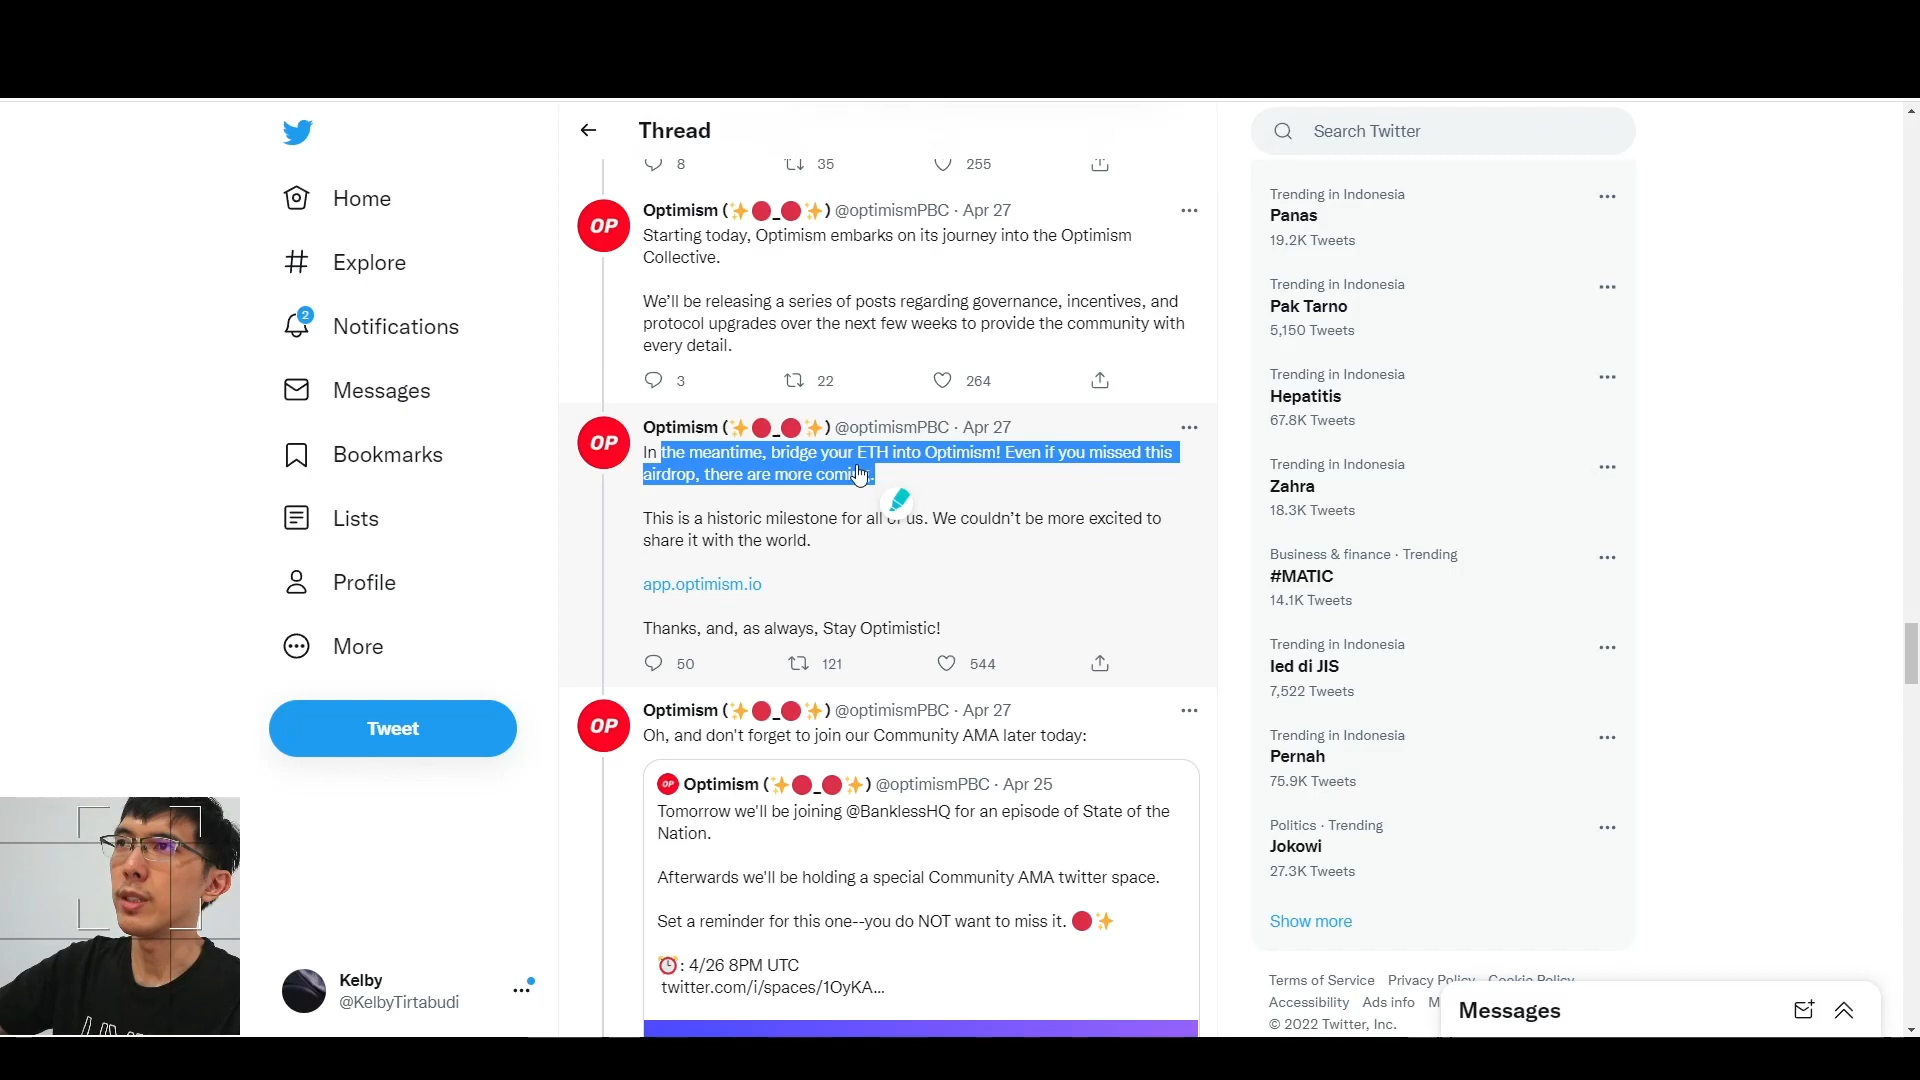 Home
Explore
2
Notifications
Messages
Bookmarks
Lists
Profile
More
Tweet
Kelby
@KelbyTirtabudi
Thread
8 35 255
OP
Optimism (✨🔴_🔴✨) @optimismPBC · Apr 27
Starting today, Optimism embarks on its journey into the Optimism
Collective.
We'll be releasing a series of posts regarding governance, incentives, and
protocol upgrades over the next few weeks to provide the community with
every detail.
3 22 264
OP
Optimism (✨🔴_🔴✨) @optimismPBC · Apr 27
In the meantime, bridge your ETH into Optimism! Even if you missed this
airdrop, there are more coming.
This is a historic milestone for all of us. We couldn't be more excited to
share it with the world.
app.optimism.io
Thanks, and, as always, Stay Optimistic!
50 121 544
OP
Optimism (✨🔴_🔴✨) @optimismPBC · Apr 27
Oh, and don't forget to join our Community AMA later today:
OP Optimism (✨🔴_🔴✨) @optimismPBC · Apr 25
Tomorrow we'll be joining @BanklessHQ for an episode of State of the
Nation.
Afterwards we'll be holding a special Community AMA twitter space.
Set a reminder for this one--you do NOT want to miss it. 🔴✨
⏰: 4/26 8PM UTC
twitter.com/i/spaces/1OyKA...
Search Twitter
Trending in Indonesia
Panas
19.2K Tweets
Trending in Indonesia
Pak Tarno
5,150 Tweets
Trending in Indonesia
Hepatitis
67.8K Tweets
Trending in Indonesia
Zahra
18.3K Tweets
Business & finance · Trending
#MATIC
14.1K Tweets
Trending in Indonesia
Ied di JIS
7,522 Tweets
Trending in Indonesia
Pernah
75.9K Tweets
Politics · Trending
Jokowi
27.3K Tweets
Show more
Terms of Service Privacy Policy Cookie Policy
Accessibility Ads info M
© 2022 Twitter, Inc.
Messages